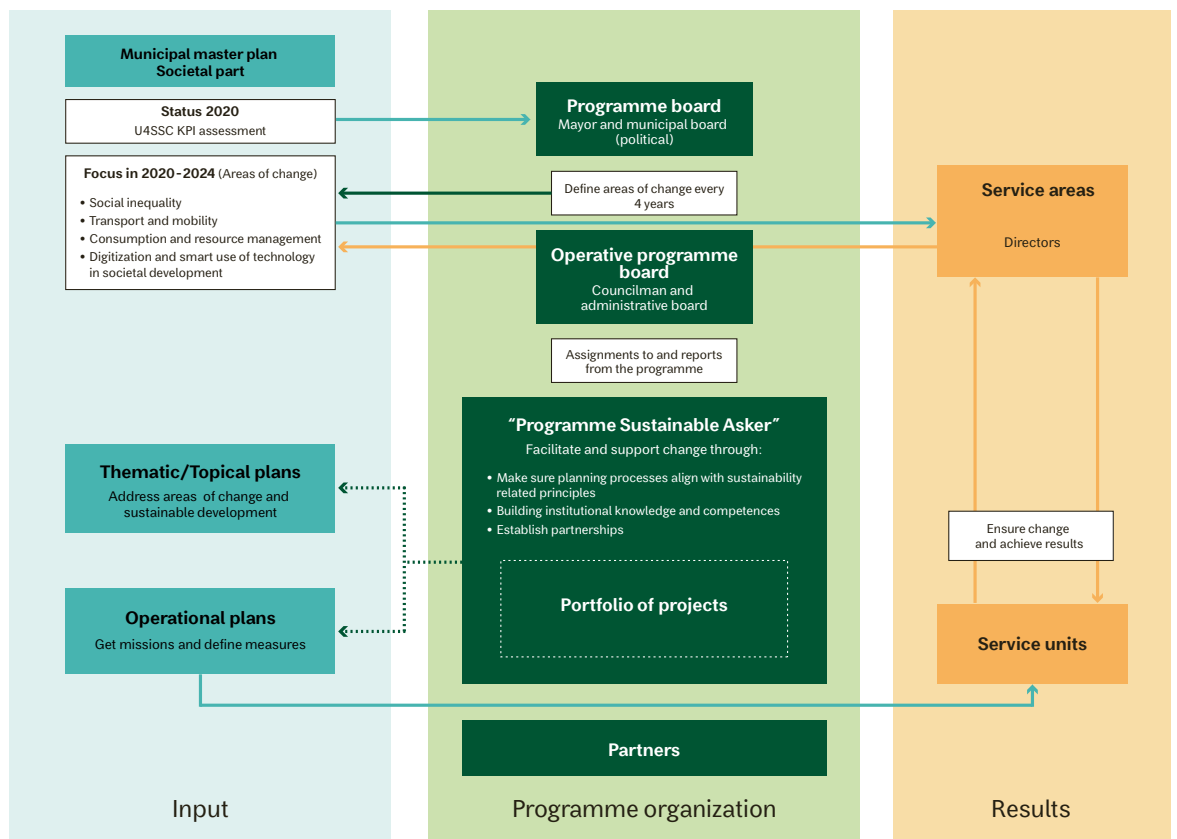 Municipal master plan
Societal part
Status 2020
U4SSC KPI assessment
Focus in 2020-2024 (Areas of change)
• Social inequality
• Transport and mobility
• Consumption and resource management
• Digitization and smart use of technology
in societal development
Thematic/Topical plans
Address areas of change and
sustainable development
Operational plans
Get missions and define measures
Input
Programme board
Mayor and municipal board
(political)
Define areas of change every
4 years
Operative programme
board
Councilman and
administrative board
Assignments to and reports
from the programme
“Programme Sustainable Asker”
Facilitate and support change through:
• Make sure planning processes align with sustainability
related principles
• Building institutional knowledge and competences
• Establish partnerships
Portfolio of projects
Partners
Programme organization
Service areas
Directors
Ensure change
and achieve results
Service units
Results